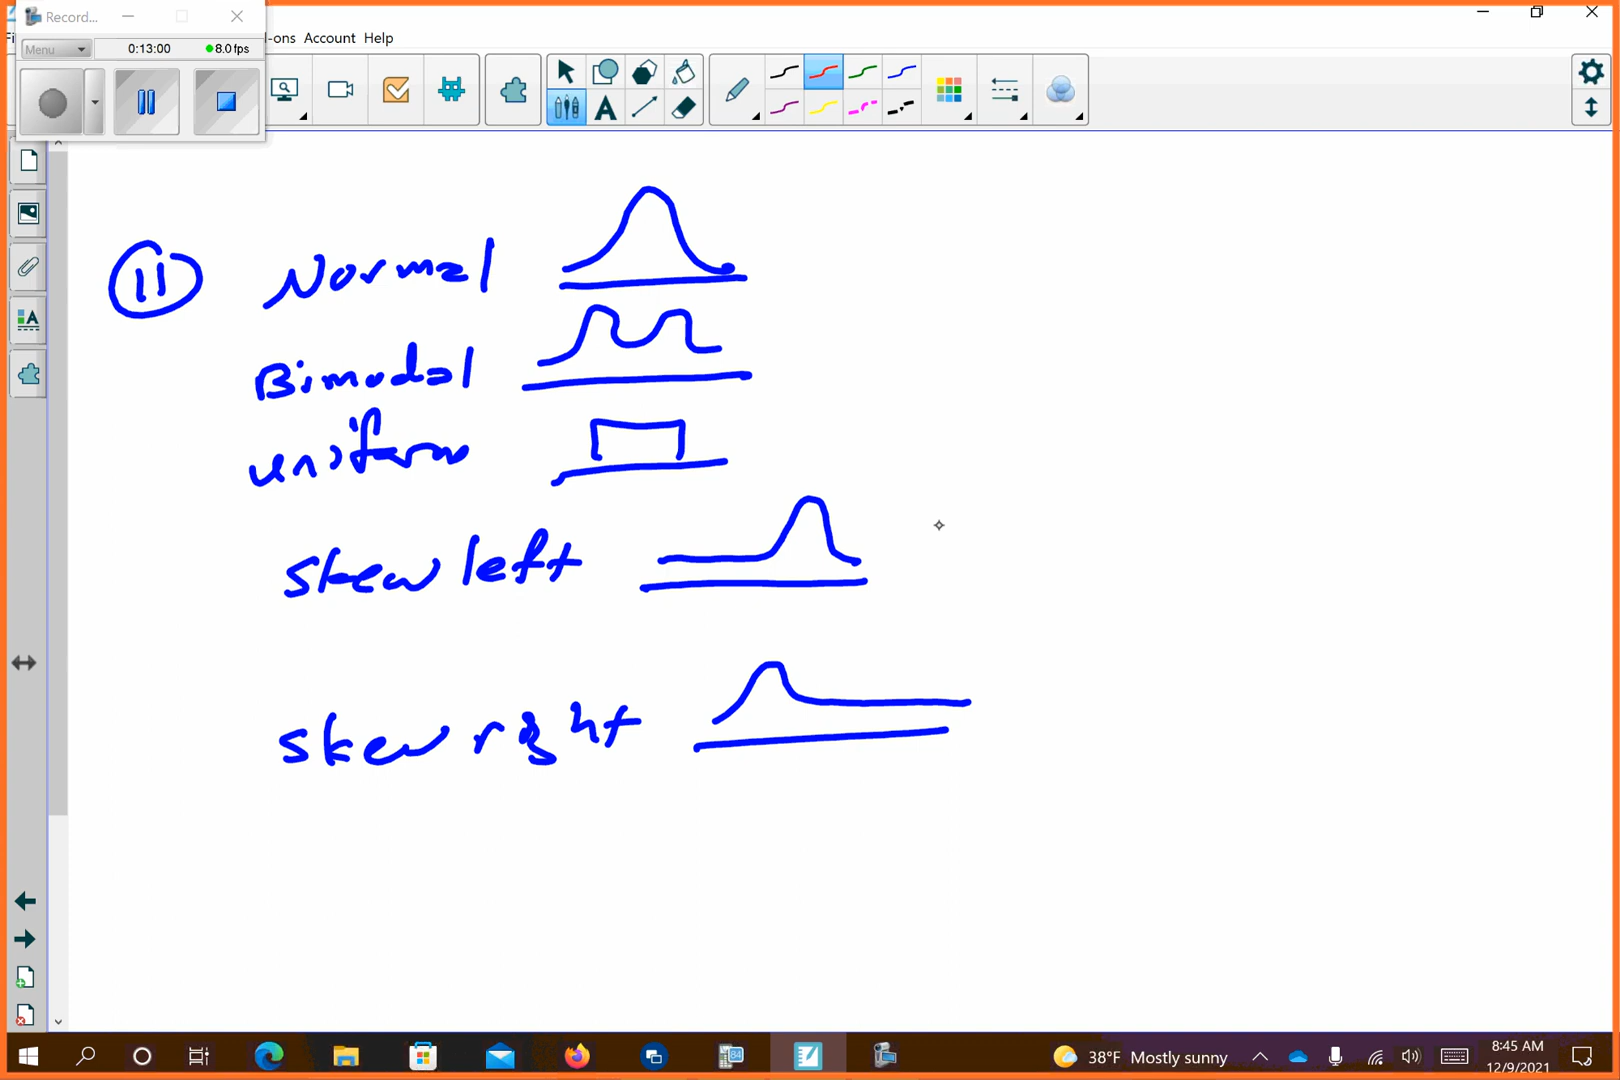 Record...
Menu 0:13:00 8.0 fps
-ons Account Help
A
A
11 Normal
Bimodal
uniform
skew left
skew right
84
38°F Mostly sunny
8:45 AM
12/9/2021